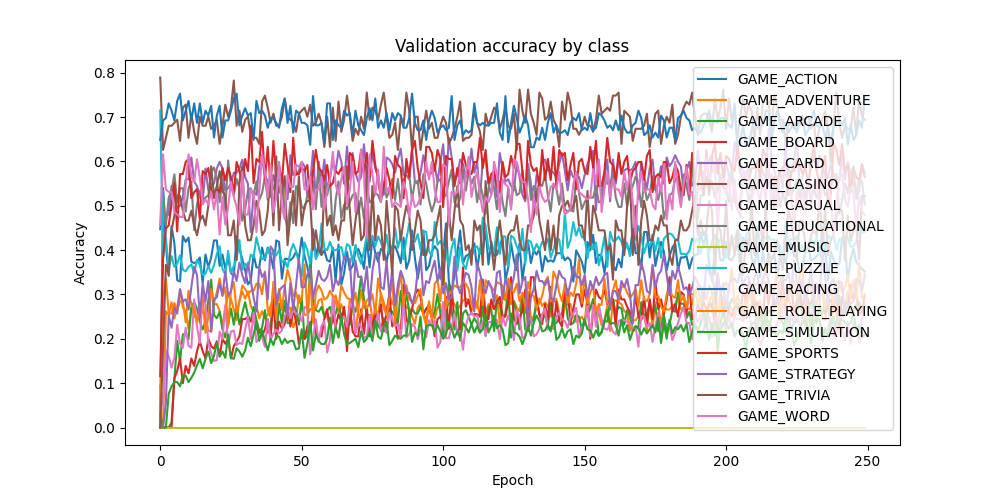 Validation accuracy by class
Accuracy
0.8
0.7
0.6
0.5
0.4
0.3
0.2
0.1
0.0
0
50
100
150
200
250
Epoch
GAME_ACTION
GAME_ADVENTURE
GAME_ARCADE
GAME_BOARD
GAME_CARD
GAME_CASINO
GAME_CASUAL
GAME_EDUCATIONAL
GAME_MUSIC
GAME_PUZZLE
GAME_RACING
GAME_ROLE_PLAYING
GAME_SIMULATION
GAME_SPORTS
GAME_STRATEGY
GAME_TRIVIA
GAME_WORD